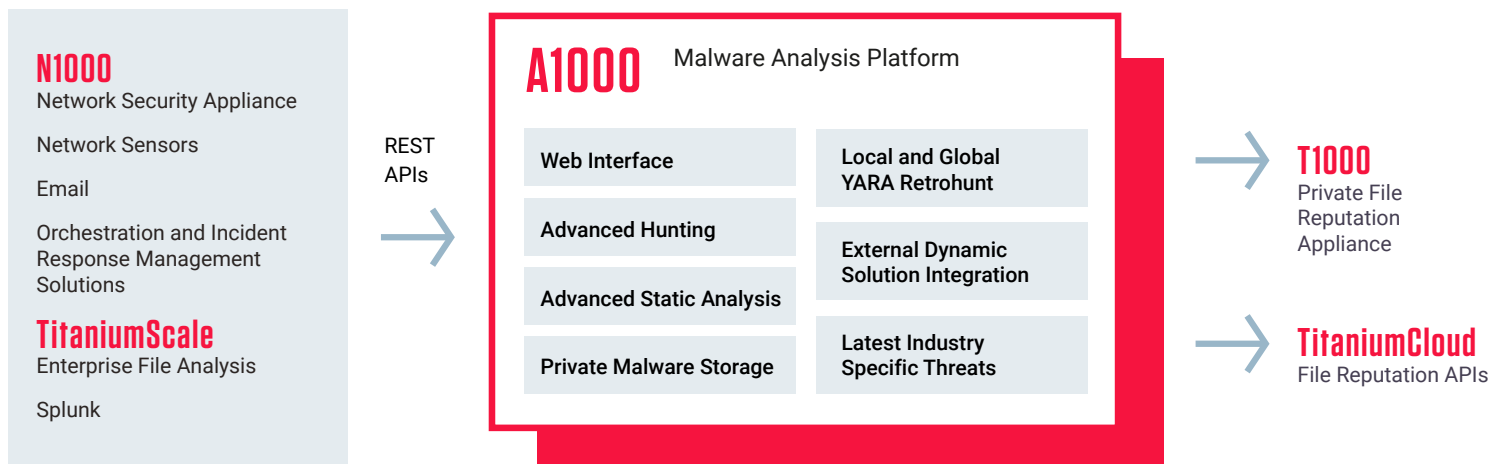 N1000
Network Security Appliance
Network Sensors
Email
Orchestration and Incident
Response Management
Solutions
TitaniumScale
Enterprise File Analysis
Splunk
REST
APIs
A1000
Malware Analysis Platform
Web Interface
Advanced Hunting
Advanced Static Analysis
Private Malware Storage
Local and Global
YARA Retrohunt
External Dynamic
Solution Integration
Latest Industry
Specific Threats
T1000
Private File
Reputation
Appliance
TitaniumCloud
File Reputation APIs